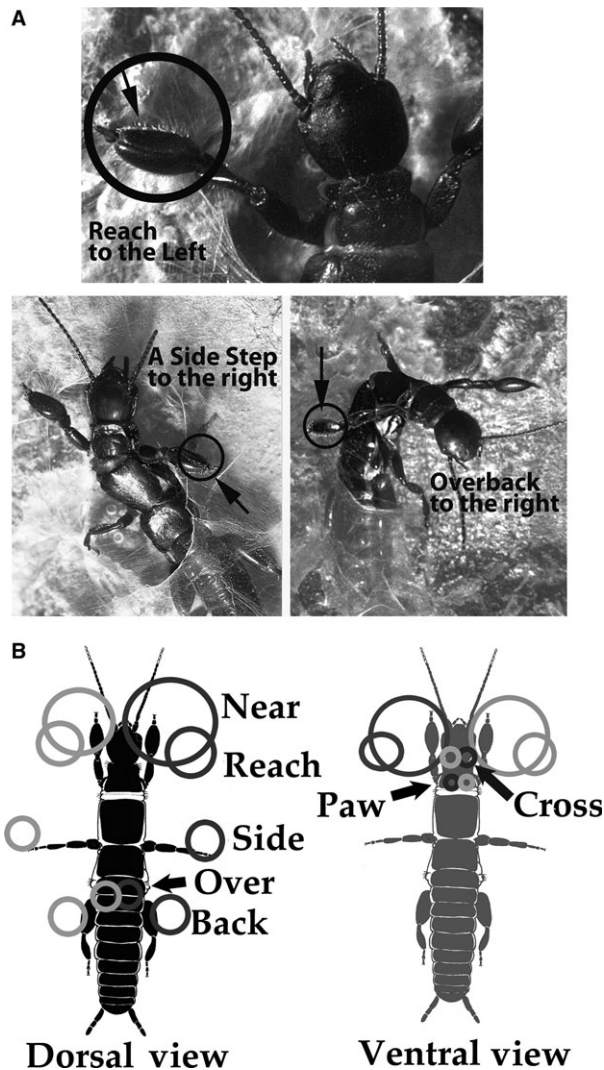 A
Reach
to the Left
A Side Step
to the right
Overback
to the right
B
Near
Reach
Side
Over
Back
Paw
Cross
Dorsal view
Ventral view